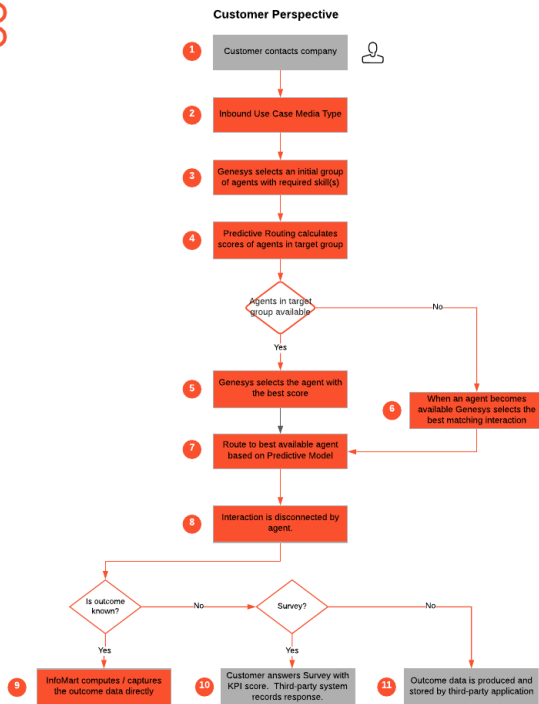 Customer Perspective
1
Customer contacts company
2
Inbound Use Case Media Type
3
Genesys selects an initial group
of agents with required skill(s)
4
Predictive Routing calculates
scores of agents in target group
Agents in target
group available
No
Yes
5
Genesys selects the agent with
the best score
6
When an agent becomes
available Genesys selects the
best matching interaction
7
Route to best available agent
based on Predictive Model
8
Interaction is disconnected by
agent.
Is outcome
known?
No
Survey?
No
Yes
Yes
9
InfoMart computes / captures
the outcome data directly
10
Customer answers Survey with
KPI score. Third-party system
records response.
11
Outcome data is produced and
stored by third-party application